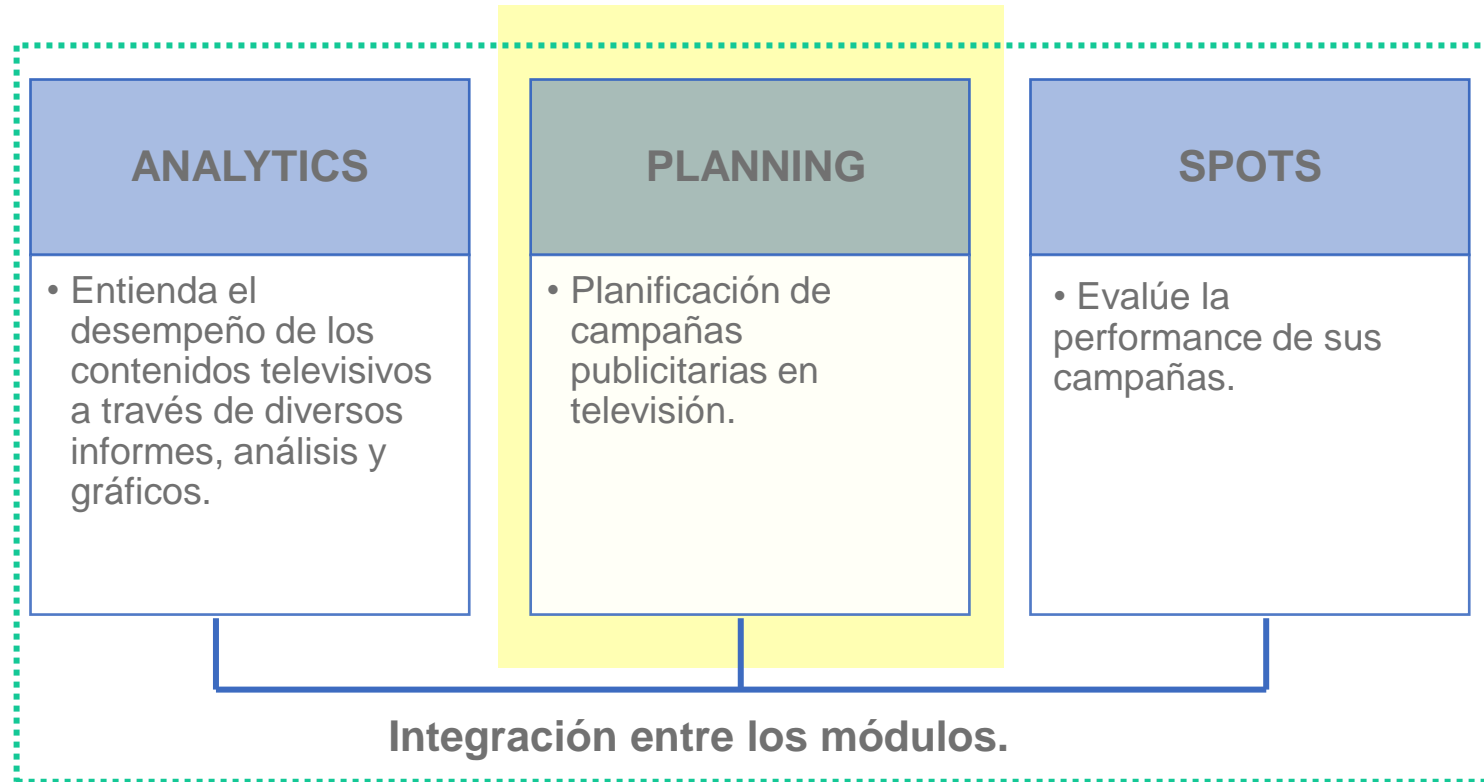 ANALYTICS
• Entienda el
desempeño de los
contenidos televisivos
a través de diversos
informes, análisis y
gráficos.
PLANNING
• Planificación de
campañas
publicitarias en
televisión.
SPOTS
• Evalúe la
performance de sus
campañas.
Integración entre los módulos.